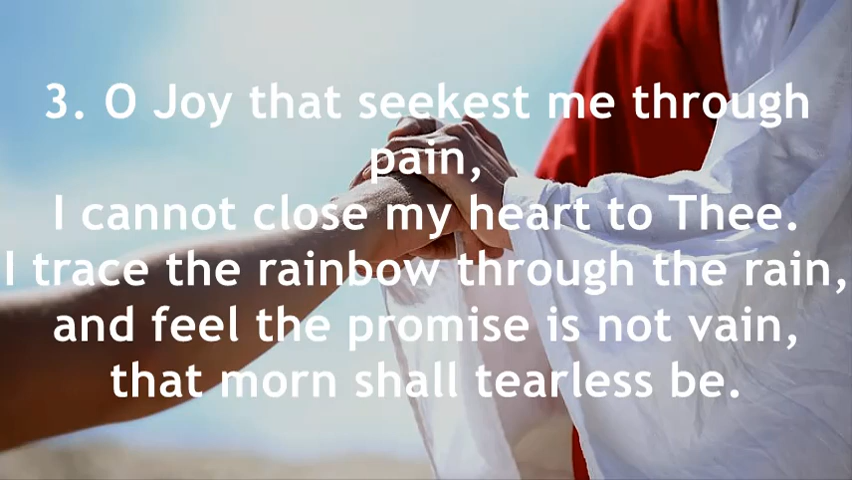 3. O Joy that seekest me through
pain,
I cannot close my heart to Thee.
I trace the rainbow through the rain,
and feel the promise is not vain,
that morn shall tearless be.